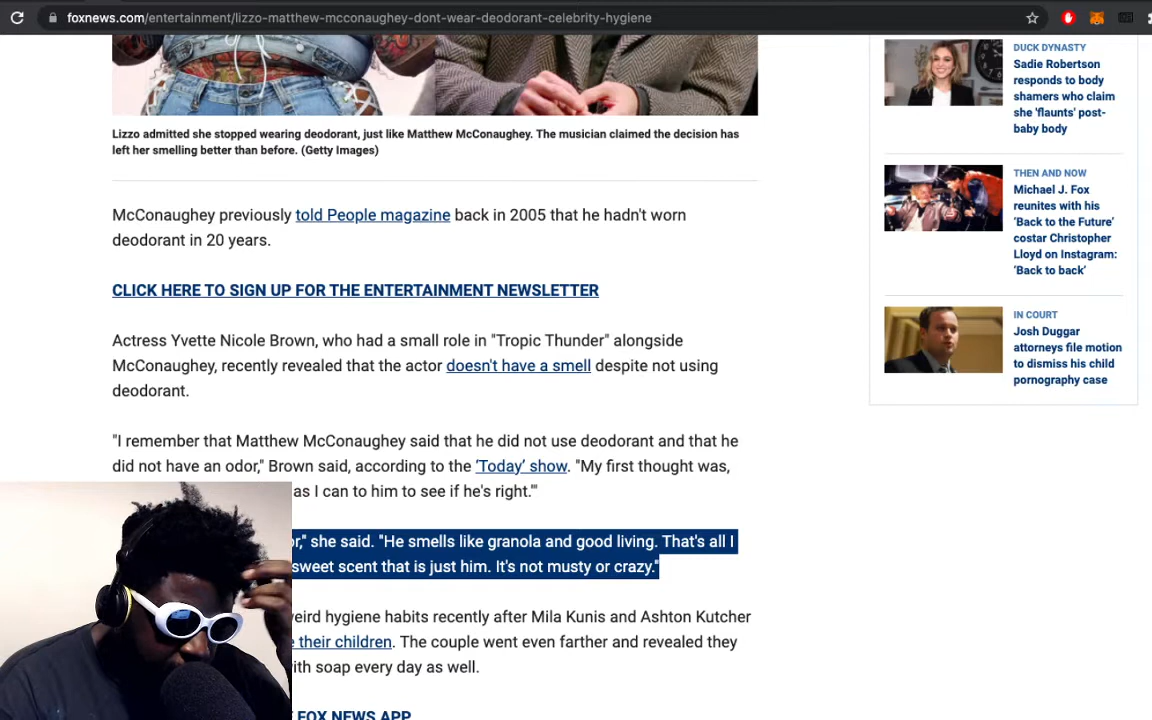 foxnews.com/entertainment/lizzo-matthew-mcconaughey-dont-wear-deodorant-celebrity-hygiene
Lizzo admitted she stopped wearing deodorant, just like Matthew McConaughey. The musician claimed the decision has
left her smelling better than before. (Getty Images)
McConaughey previously told People magazine back in 2005 that he hadn't worn
deodorant in 20 years.
CLICK HERE TO SIGN UP FOR THE ENTERTAINMENT NEWSLETTER
Actress Yvette Nicole Brown, who had a small role in "Tropic Thunder" alongside
McConaughey, recently revealed that the actor doesn't have a smell despite not using
deodorant.
"I remember that Matthew McConaughey said that he did not use deodorant and that he
did not have an odor," Brown said, according to the ‘Today’ show. "My first thought was,
as I can to him to see if he's right.'"
or," she said. "He smells like granola and good living. That's all I
sweet scent that is just him. It's not musty or crazy."
weird hygiene habits recently after Mila Kunis and Ashton Kutcher
their children. The couple went even farther and revealed they
with soap every day as well.
FOX NEWS APP
DUCK DYNASTY
Sadie Robertson
responds to body
shamers who claim
she 'flaunts' post-
baby body
THEN AND NOW
Michael J. Fox
reunites with his
‘Back to the Future’
costar Christopher
Lloyd on Instagram:
‘Back to back’
IN COURT
Josh Duggar
attorneys file motion
to dismiss his child
pornography case